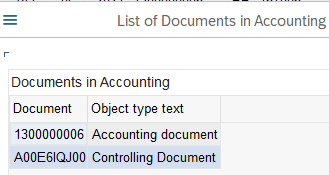 List of Documents in Accounting
Documents in Accounting
Document Object type text
1300000006 Accounting document
A00E6IQJ00 Controlling Document